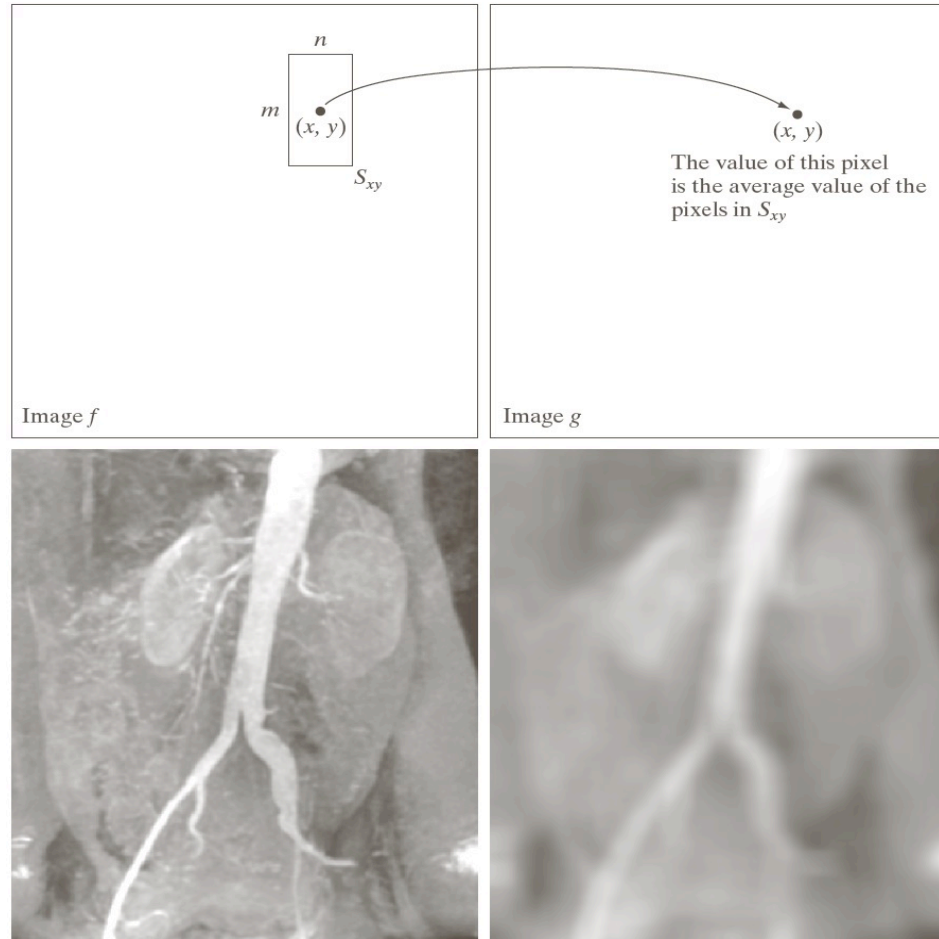 n
m
(x, y)
S_xy
Image f
(x, y)
The value of this pixel
is the average value of the
pixels in S_xy
Image g